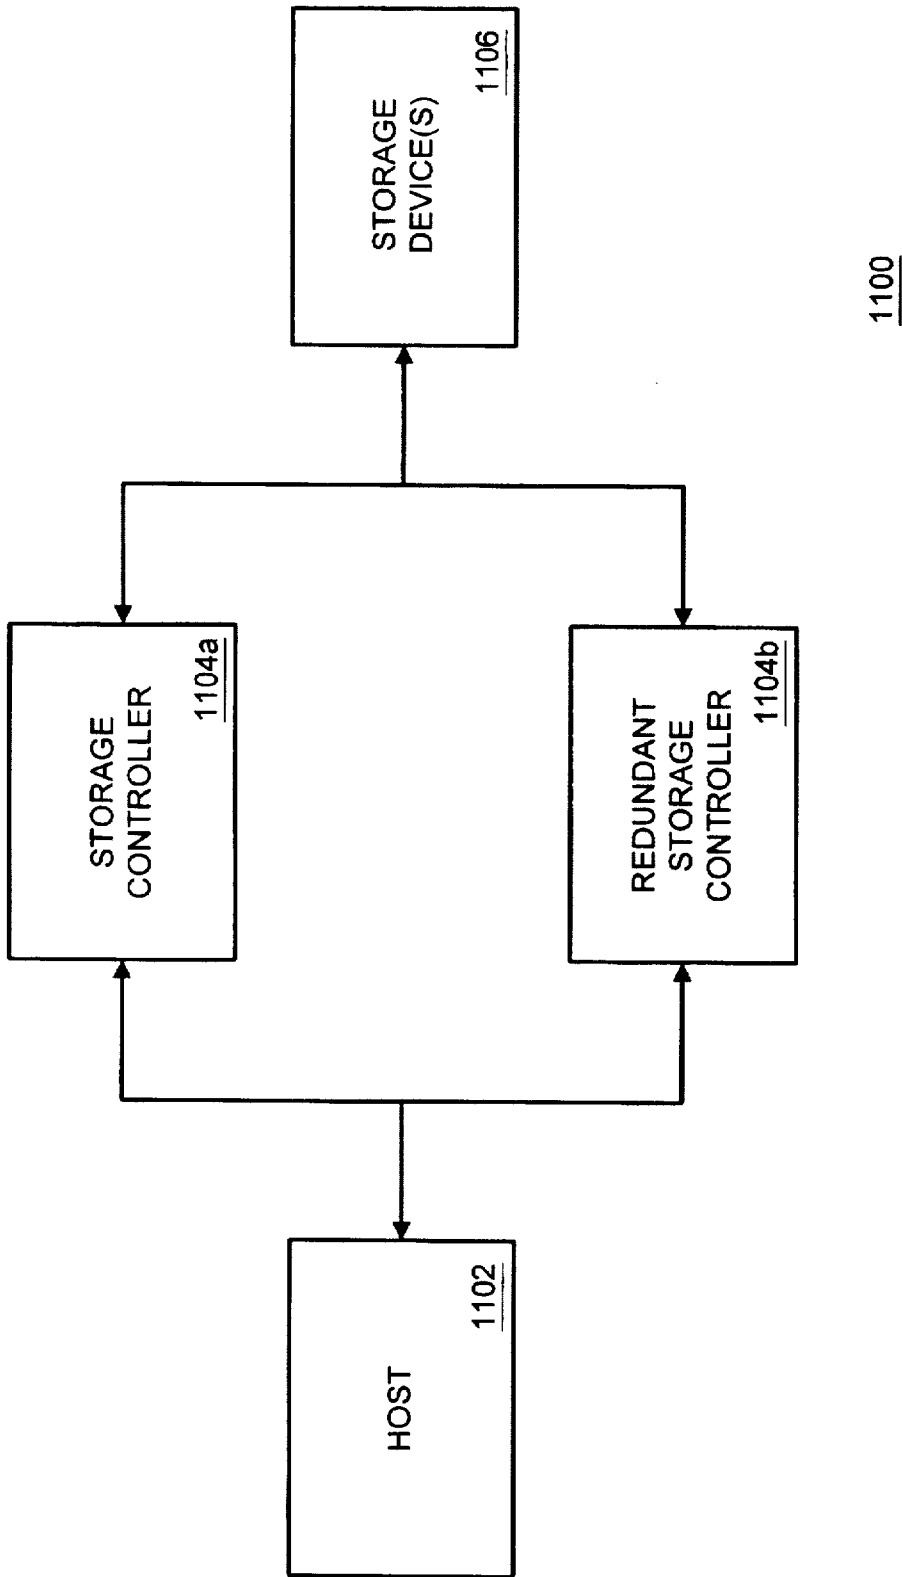 HOST
1102
STORAGE
CONTROLLER
1104a
REDUNDANT
STORAGE
CONTROLLER
1104b
STORAGE
DEVICE(S)
1106
1100